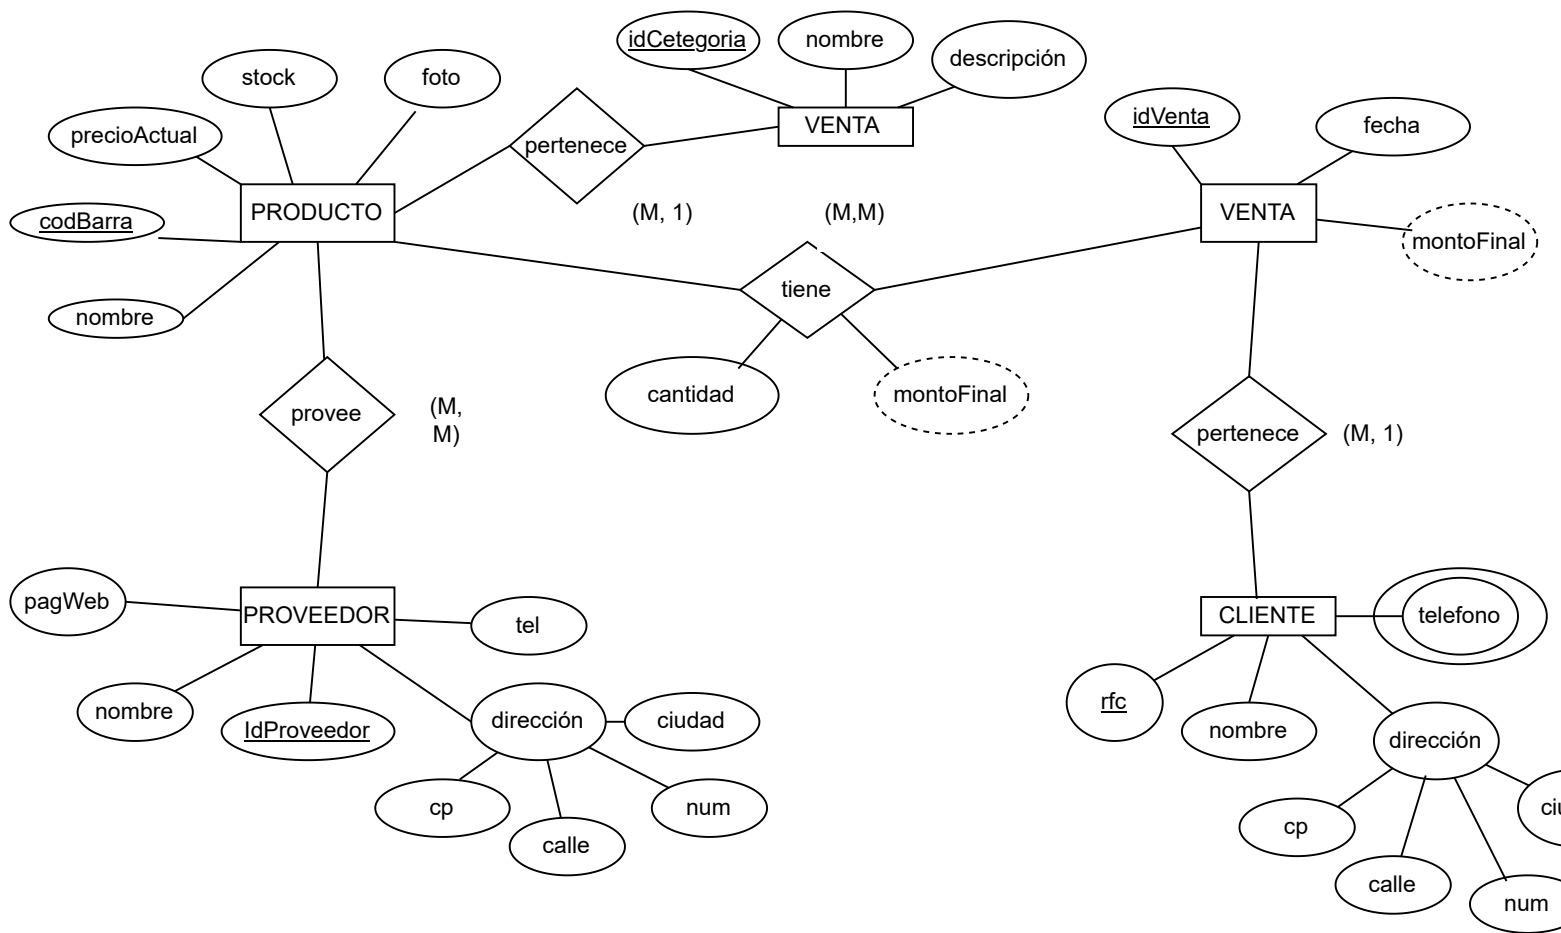 idCetegoria
nombre
descripción
stock
foto
precioActual
pertenece
VENTA
idVenta
fecha
codBarra
PRODUCTO
(M, 1)
(M,M)
VENTA
montoFinal
nombre
tiene
provee
(M,
M)
cantidad
montoFinal
pertenece
(M, 1)
pagWeb
PROVEEDOR
tel
CLIENTE
telefono
nombre
IdProveedor
dirección
ciudad
rfc
nombre
dirección
cp
calle
num
cp
calle
num